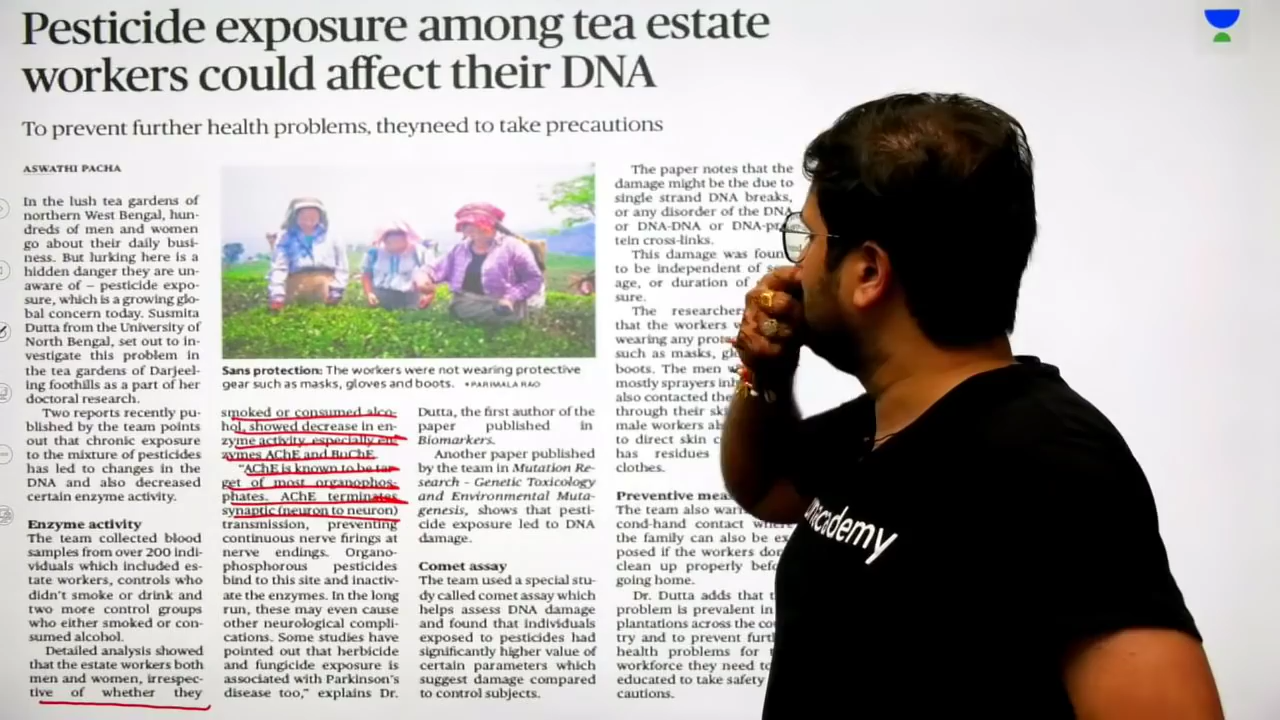 Pesticide exposure among tea estate
workers could affect their DNA
To prevent further health problems, theyneed to take precautions
ASWATHI PACHA
In the lush tea gardens of
northern West Bengal, hun-
dreds of men and women
go about their daily busi-
ness. But lurking here is a
hidden danger they are un-
aware of – pesticide expo-
sure, which is a growing glo-
bal concern today. Susmita
Dutta from the University of
North Bengal, set out to in-
vestigate this problem in
the tea gardens of Darjeel-
ing foothills as a part of her
doctoral research.
Two reports recently pu-
blished by the team points
out that chronic exposure
to the mixture of pesticides
has led to changes in the
DNA and also decreased
certain enzyme activity.
Enzyme activity
The team collected blood
samples from over 200 indi-
viduals which included es-
tate workers, controls who
didn't smoke or drink and
two more control groups
who either smoked or con-
sumed alcohol.
Detailed analysis showed
that the estate workers both
men and women, irrespec-
tive of whether they
Sans protection: The workers were not wearing protective
gear such as masks, gloves and boots. •PARIMALA RAO
smoked or consumed alco-
hol, showed decrease in en-
zyme activity, especially en-
zymes AChE and BuChE.
"AChE is known to be tar-
get of most organophos-
phates. AChE terminates
synaptic (neuron to neuron)
transmission, preventing
continuous nerve firings at
nerve endings. Organo-
phosphorous pesticides
bind to this site and inactiv-
ate the enzymes. In the long
run, these may even cause
other neurological compli-
cations. Some studies have
pointed out that herbicide
and fungicide exposure is
associated with Parkinson's
disease too," explains Dr.
Dutta, the first author of the
paper published in
Biomarkers.
Another paper published
by the team in Mutation Re-
search – Genetic Toxicology
and Environmental Muta-
genesis, shows that pesti-
cide exposure led to DNA
damage.
Comet assay
The team used a special stu-
dy called comet assay which
helps assess DNA damage
and found that individuals
exposed to pesticides had
significantly higher value of
certain parameters which
suggest damage compared
to control subjects.
The paper notes that the
damage might be the due to
single strand DNA breaks,
or any disorder of the DNA
or DNA-DNA or DNA-pr
tein cross-links.
This damage was foun
to be independent of
age, or duration of
sure.
The researcher
that the workers
wearing any
such as masks,
boots. The men
mostly sprayers
also contacted the
through their
male workers
to direct skin
has residues
clothes.
Preventive
The team also
cond-hand contact where
the family can also be ex
posed if the workers don
clean up properly
going home.
Dr. Dutta adds that
problem is prevalent in
plantations across the
try and to prevent
health problems for
workforce they need to
educated to take safety
cautions.
unacademy